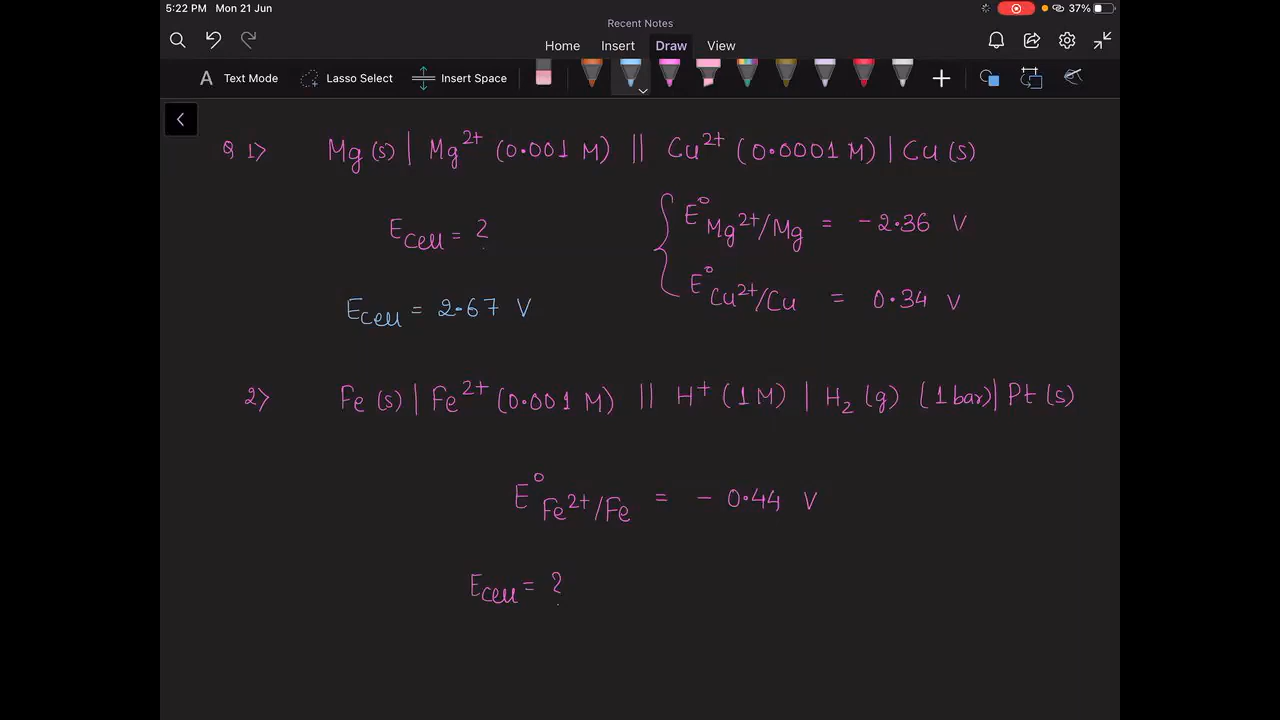 5:22 PM Mon 21 Jun
37%
Recent Notes
Home Insert Draw View
A Text Mode Lasso Select Insert Space
Q 1> Mg (s) | Mg²⁺ (0.001 M) || Cu²⁺ (0.0001 M) | Cu (s)
E°Mg²⁺/Mg = -2.36 V
Ecell = ?
E°Cu²⁺/Cu = 0.34 V
Ecell = 2.67 V
2> Fe (s) | Fe²⁺ (0.001 M) || H⁺ (1 M) | H₂ (g) (1 bar) | Pt (s)
E°Fe²⁺/Fe = - 0.44 V
Ecell = ?